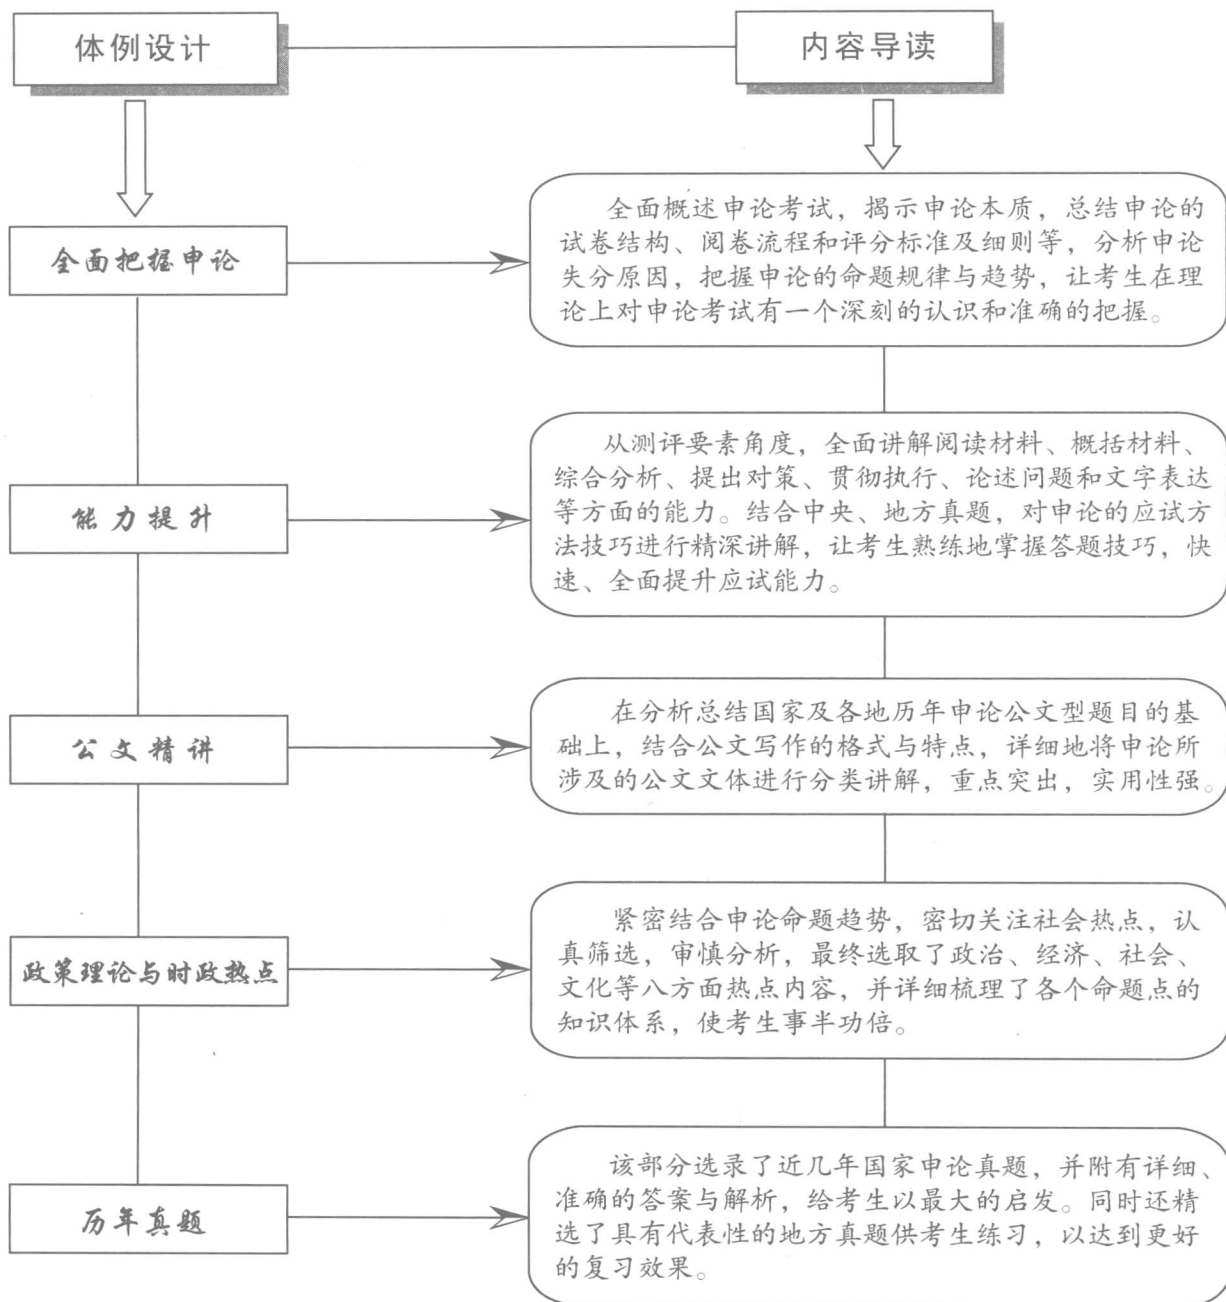 体例设计
内容导读
全面把握申论
全面概述申论考试，揭示申论本质，总结申论的
试卷结构、阅卷流程和评分标准及细则等，分析申论
失分原因，把握申论的命题规律与趋势，让考生在理
论上对申论考试有一个深刻的认识和准确的把握。
能力提升
从测评要素角度，全面讲解阅读材料、概括材料、
综合分析、提出对策、贯彻执行、论述问题和文字表达
等方面的能力。结合中央、地方真题，对申论的应试方
法技巧进行精深讲解，让考生熟练地掌握答题技巧，快
速、全面提升应试能力。
公文精讲
在分析总结国家及各地历年申论公文型题目的基
础上，结合公文写作的格式与特点，详细地将申论所
涉及的公文文体进行分类讲解，重点突出，实用性强。
政策理论与时政热点
紧密结合申论命题趋势，密切关注社会热点，认
真筛选，审慎分析，最终选取了政治、经济、社会、
文化等八方面热点内容，并详细梳理了各个命题点的
知识体系，使考生事半功倍。
历年真题
该部分选录了近几年国家申论真题，并附有详细、
准确的答案与解析，给考生以最大的启发。同时还精
选了具有代表性的地方真题供考生练习，以达到更好
的复习效果。